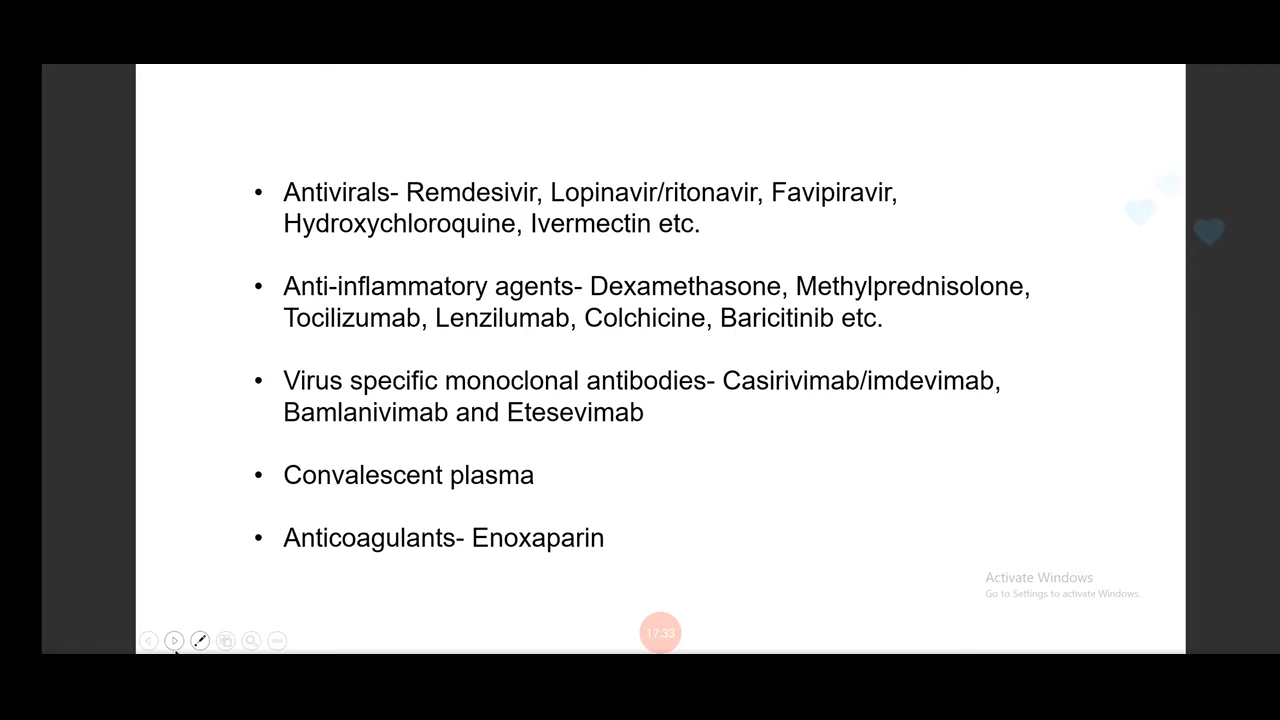 • Antivirals- Remdesivir, Lopinavir/ritonavir, Favipiravir,
Hydroxychloroquine, Ivermectin etc.
• Anti-inflammatory agents- Dexamethasone, Methylprednisolone,
Tocilizumab, Lenzilumab, Colchicine, Baricitinib etc.
• Virus specific monoclonal antibodies- Casirivimab/imdevimab,
Bamlanivimab and Etesevimab
• Convalescent plasma
• Anticoagulants- Enoxaparin
Activate Windows
Go to Settings to activate Windows.
17:33